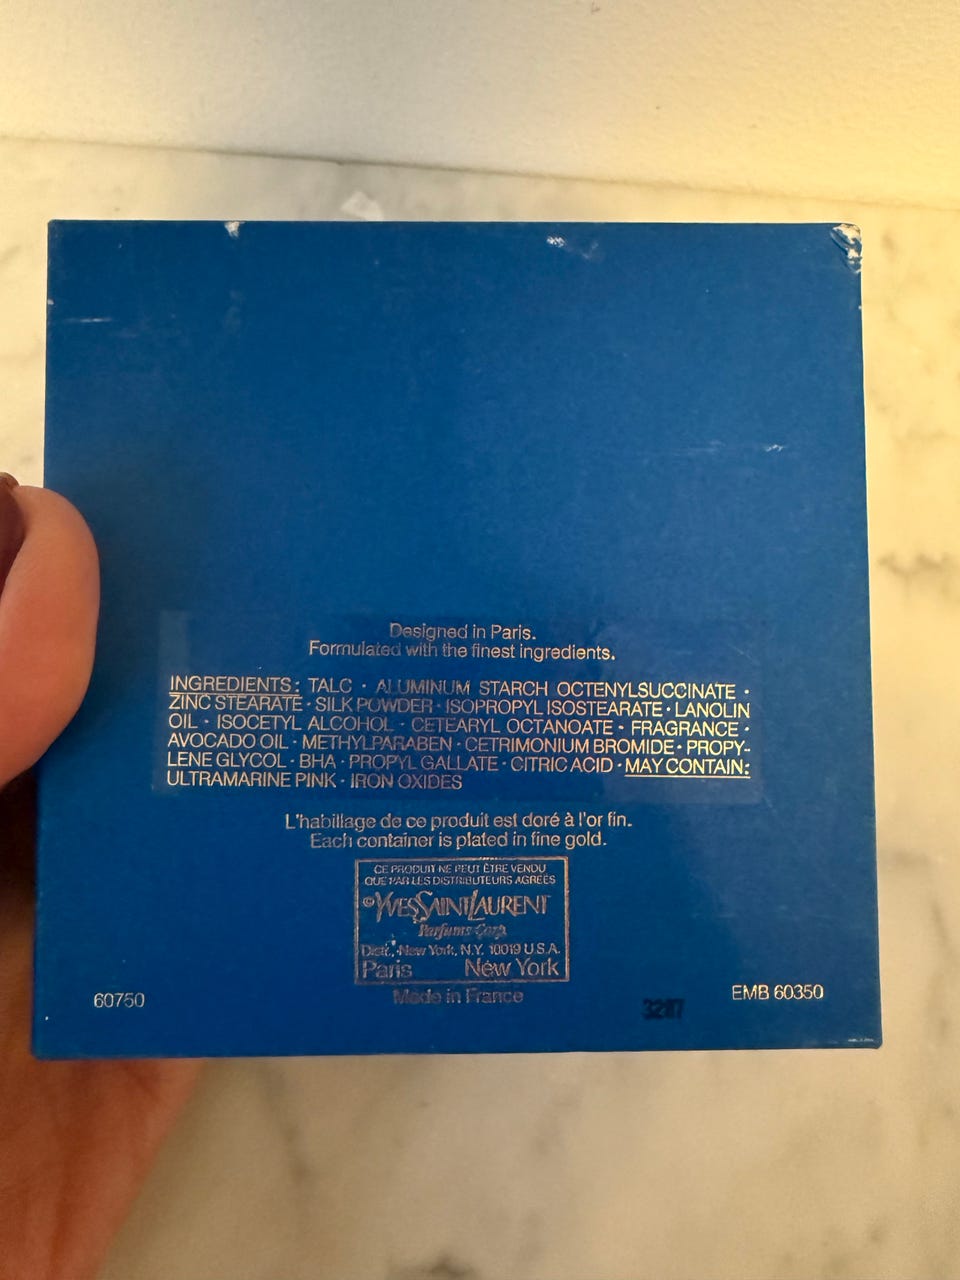 Designed in Paris.
Formulated with the finest ingredients.
INGREDIENTS: TALC · ALUMINUM STARCH OCTENYLSUCCINATE ·
ZINC STEARATE · SILK POWDER · ISOPROPYL ISOSTEARATE · LANOLIN
OIL · ISOCETYL ALCOHOL · CETEARYL OCTANOATE · FRAGRANCE ·
AVOCADO OIL · METHYLPARABEN · CETRIMONIUM BROMIDE · PROPY-
LENE GLYCOL · BHA · PROPYL GALLATE · CITRIC ACID · MAY CONTAIN:
ULTRAMARINE PINK · IRON OXIDES
L'habillage de ce produit est doré à l'or fin.
Each container is plated in fine gold.
CE PRODUIT NE PEUT ÊTRE VENDU
QUE PAR LES DISTRIBUTEURS AGRÉES
©YVESSAINTLAURENT
Parfums Corp.
Distr., New York, N.Y. 10019 U.S.A.
Paris New York
Made in France
60750
EMB 60350